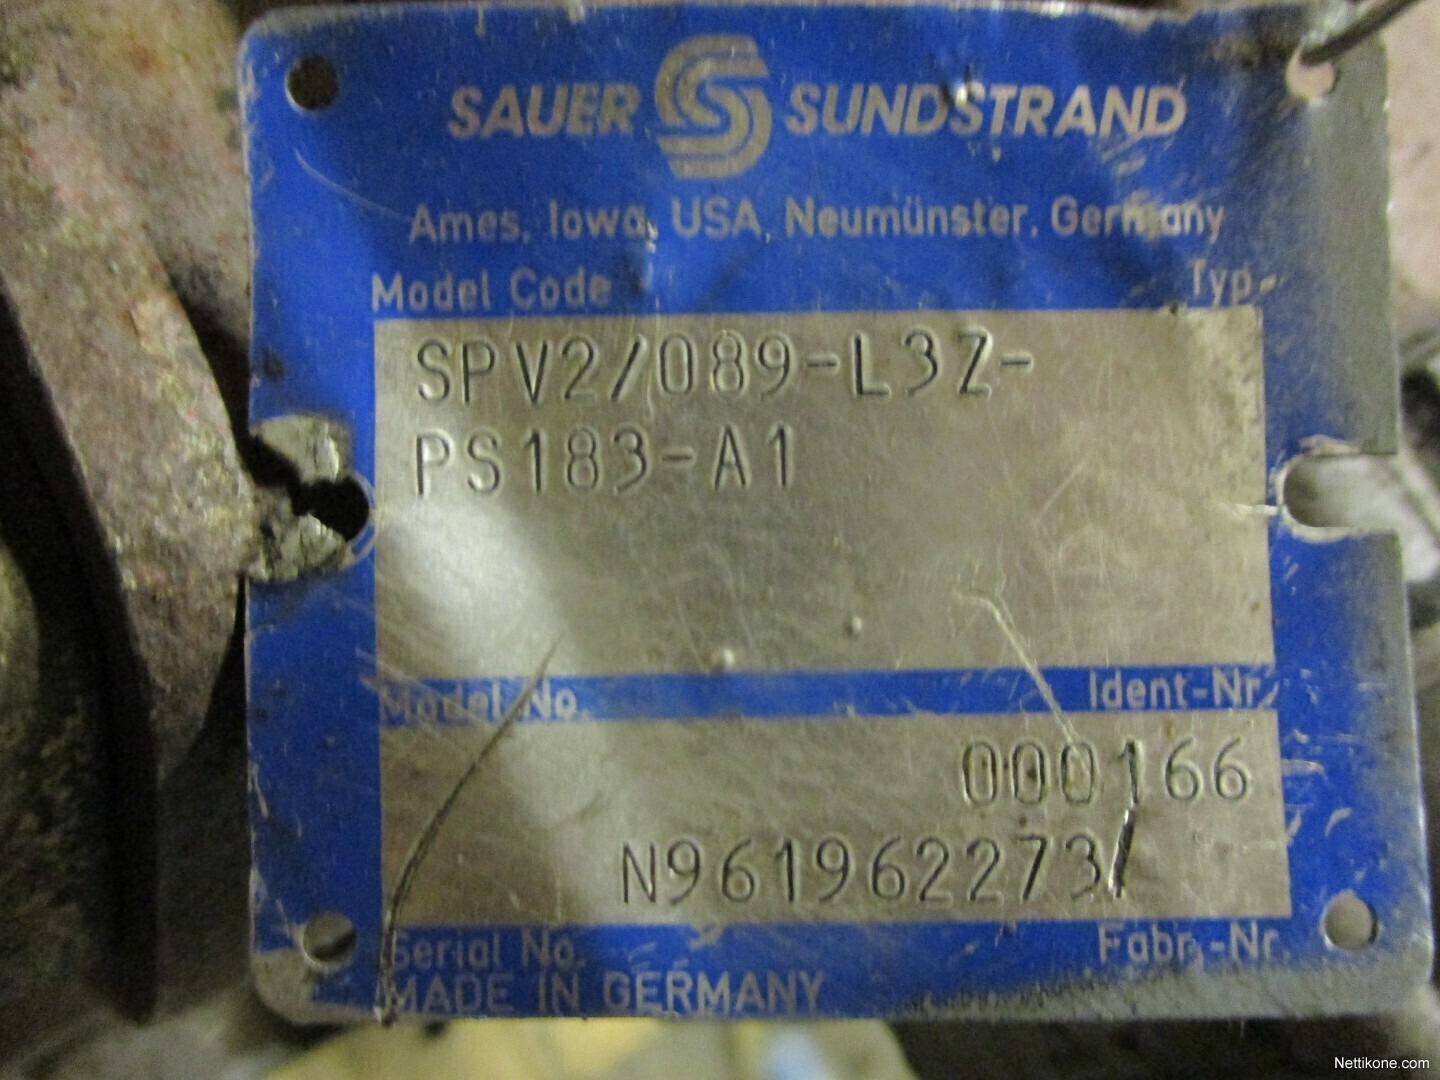 SAUER SUNDSTRAND
Ames, Iowa, USA, Neumünster, Germany
Model Code Typ-
SPV2/089-L3Z-
PS183-A1
Model No. Ident-Nr.
000166
N961962273/
Serial No. Fabr.-Nr.
MADE IN GERMANY
Nettikone.com